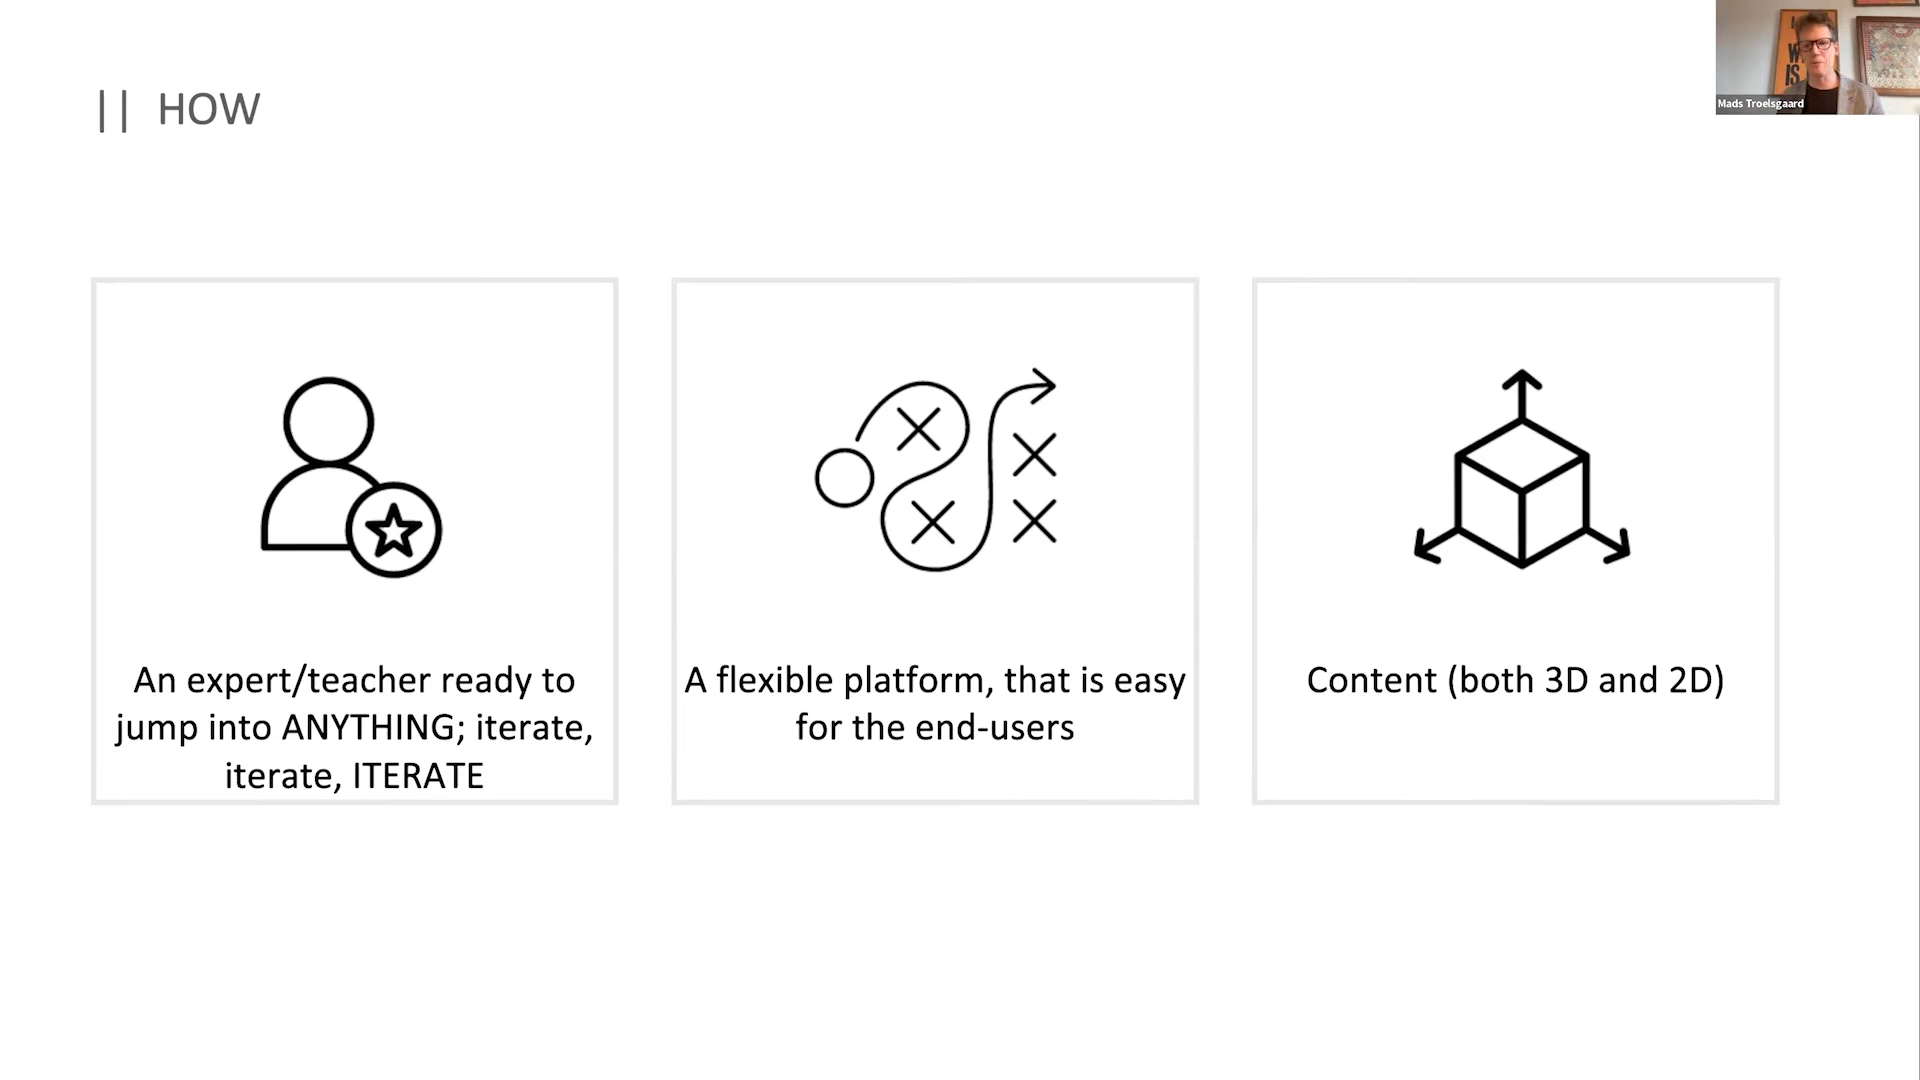 || HOW
Mads Troelsgaard
An expert/teacher ready to
jump into ANYTHING; iterate,
iterate, ITERATE
A flexible platform, that is easy
for the end-users
Content (both 3D and 2D)